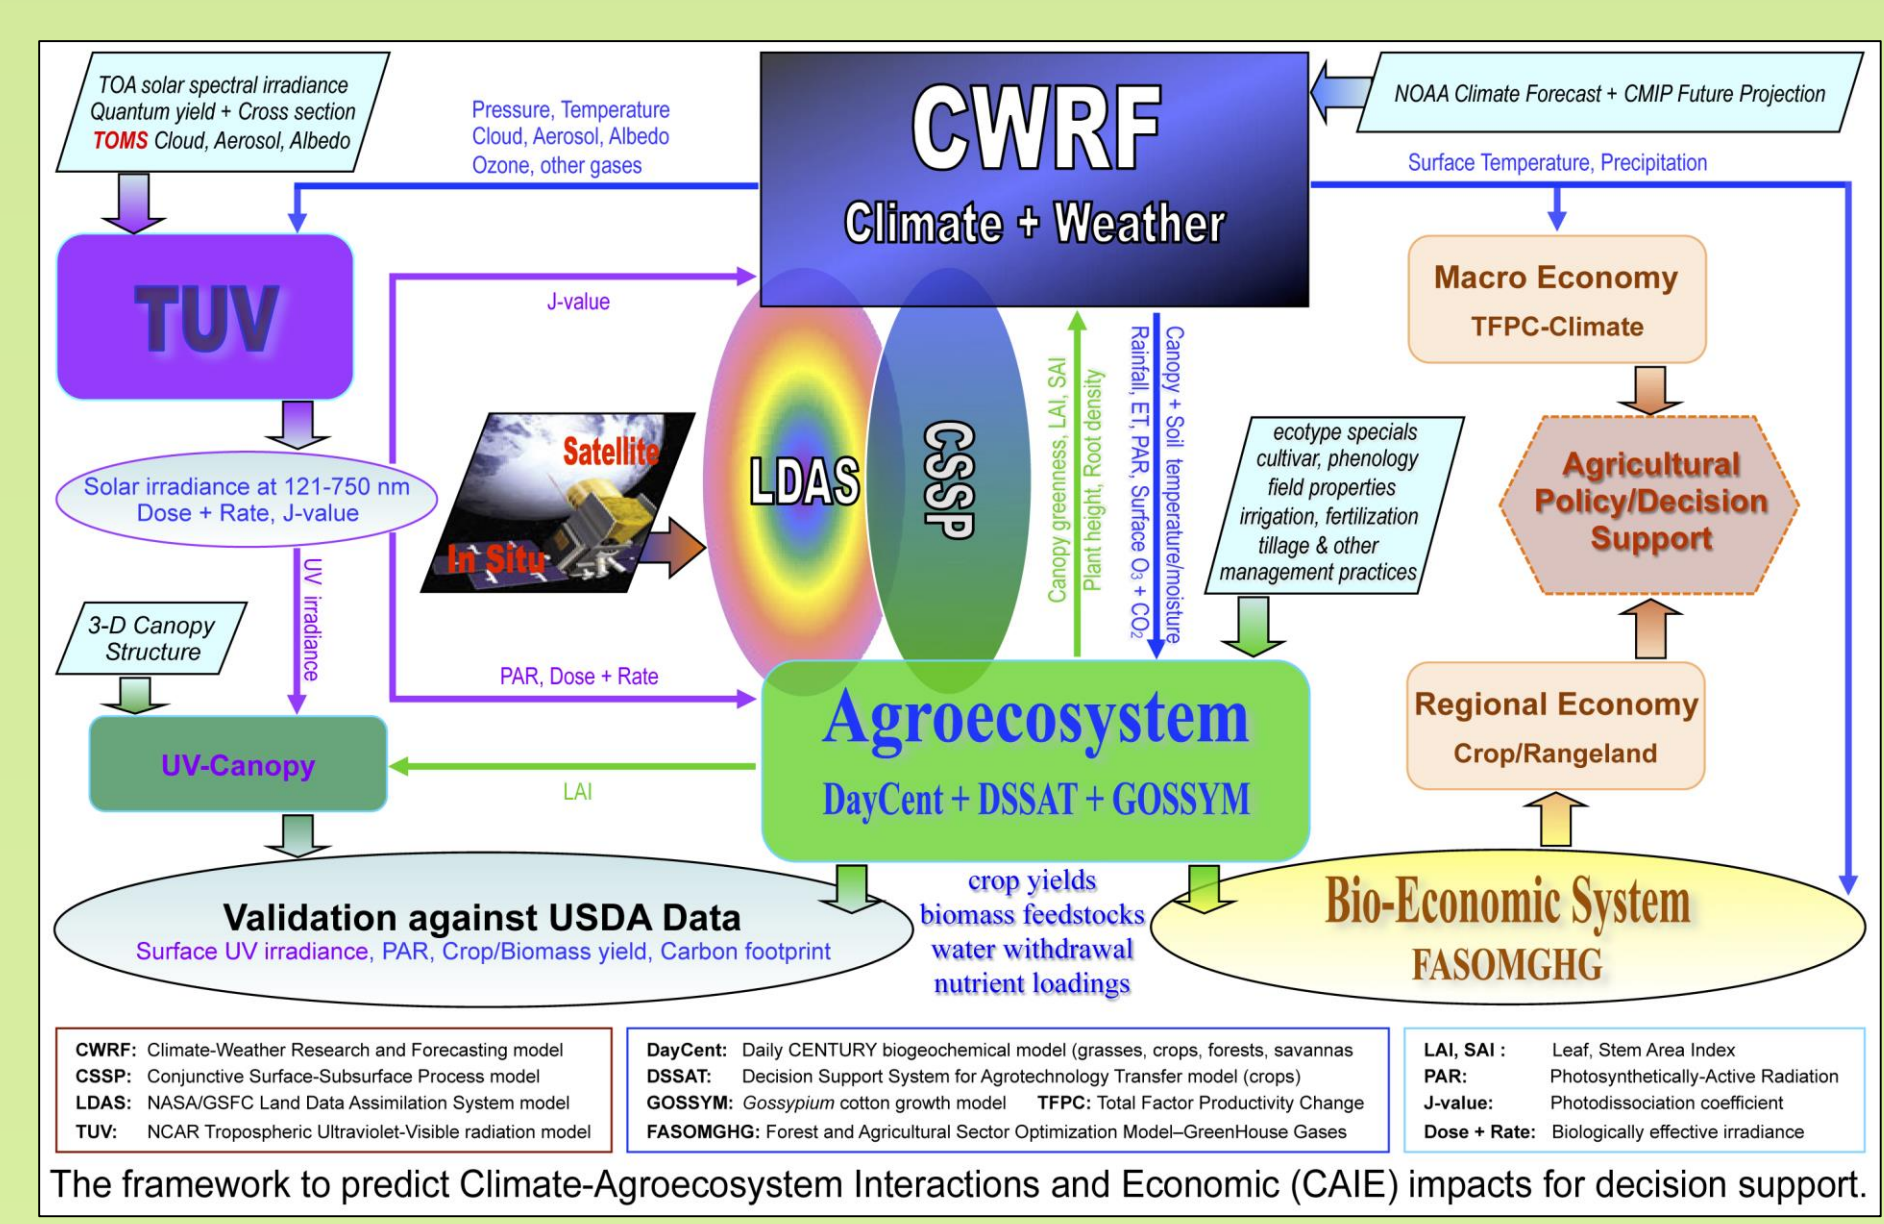 TOA solar spectral irradiance
Quantum yield + Cross section
TOMS Cloud, Aerosol, Albedo
Pressure, Temperature
Cloud, Aerosol, Albedo
Ozone, other gases
CWRF
Climate + Weather
NOAA Climate Forecast + CMIP Future Projection
Surface Temperature, Precipitation
TUV
J-value
Macro Economy
TFPC-Climate
Solar irradiance at 121-750 nm
Dose + Rate, J-value
Satellite
In Situ
LDAS
CSSP
Canopy greenness, LAI, SAI
Plant height, Root density
Canopy + Soil temperature/moisture
Rainfall, ET, PAR, Surface O₃ + CO₂
ecotype specials
cultivar, phenology
field properties
irrigation, fertilization
tillage & other
management practices
Agricultural
Policy/Decision
Support
UV irradiance
3-D Canopy
Structure
PAR, Dose + Rate
UV-Canopy
LAI
Agroecosystem
DayCent + DSSAT + GOSSYM
Regional Economy
Crop/Rangeland
Validation against USDA Data
Surface UV irradiance, PAR, Crop/Biomass yield, Carbon footprint
crop yields
biomass feedstocks
water withdrawal
nutrient loadings
Bio-Economic System
FASOMGHG
CWRF: Climate-Weather Research and Forecasting model
CSSP: Conjunctive Surface-Subsurface Process model
LDAS: NASA/GSFC Land Data Assimilation System model
TUV: NCAR Tropospheric Ultraviolet-Visible radiation model
DayCent: Daily CENTURY biogeochemical model (grasses, crops, forests, savannas
DSSAT: Decision Support System for Agrotechnology Transfer model (crops)
GOSSYM: Gossypium cotton growth model TFPC: Total Factor Productivity Change
FASOMGHG: Forest and Agricultural Sector Optimization Model–GreenHouse Gases
LAI, SAI : Leaf, Stem Area Index
PAR: Photosynthetically-Active Radiation
J-value: Photodissociation coefficient
Dose + Rate: Biologically effective irradiance
The framework to predict Climate-Agroecosystem Interactions and Economic (CAIE) impacts for decision support.